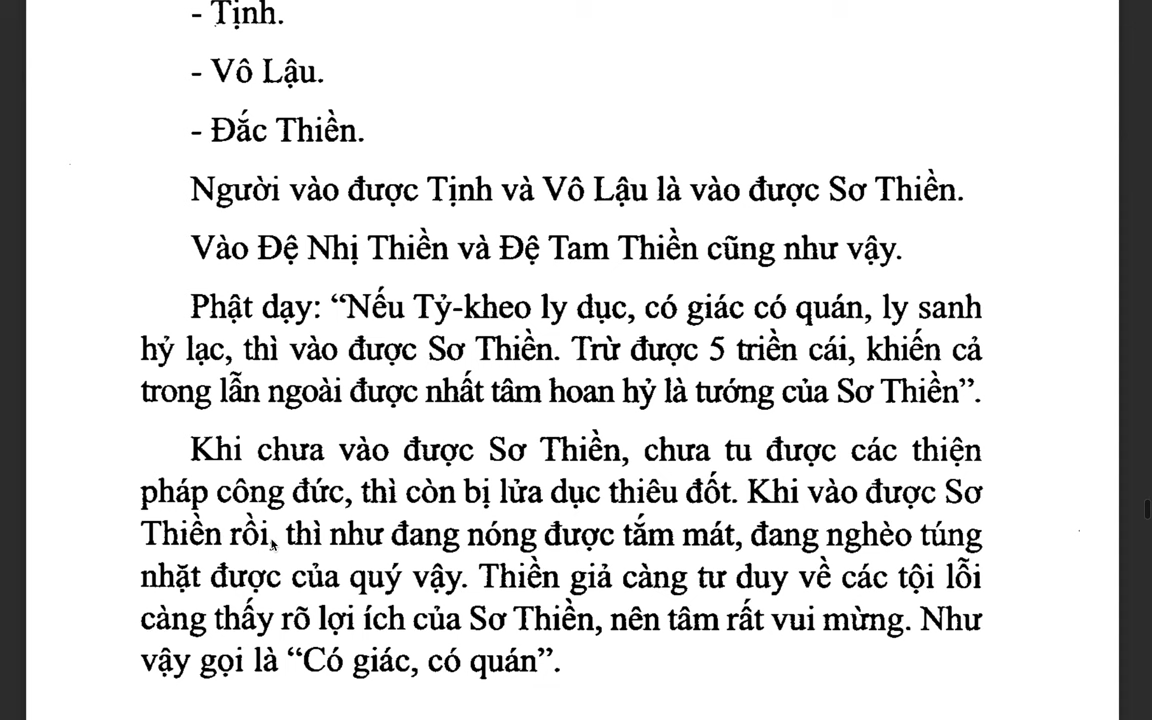 - Tịnh.
- Vô Lậu.
- Đắc Thiền.
Người vào được Tịnh và Vô Lậu là vào được Sơ Thiền.
Vào Đệ Nhị Thiền và Đệ Tam Thiền cũng như vậy.
Phật dạy: “Nếu Tỷ-kheo ly dục, có giác có quán, ly sanh
hỷ lạc, thì vào được Sơ Thiền. Trừ được 5 triền cái, khiến cả
trong lẫn ngoài được nhất tâm hoan hỷ là tướng của Sơ Thiền”.
Khi chưa vào được Sơ Thiền, chưa tu được các thiện
pháp công đức, thì còn bị lửa dục thiêu đốt. Khi vào được Sơ
Thiền rồi, thì như đang nóng được tắm mát, đang nghèo túng
nhặt được của quý vậy. Thiền giả càng tư duy về các tội lỗi
càng thấy rõ lợi ích của Sơ Thiền, nên tâm rất vui mừng. Như
vậy gọi là “Có giác, có quán”.